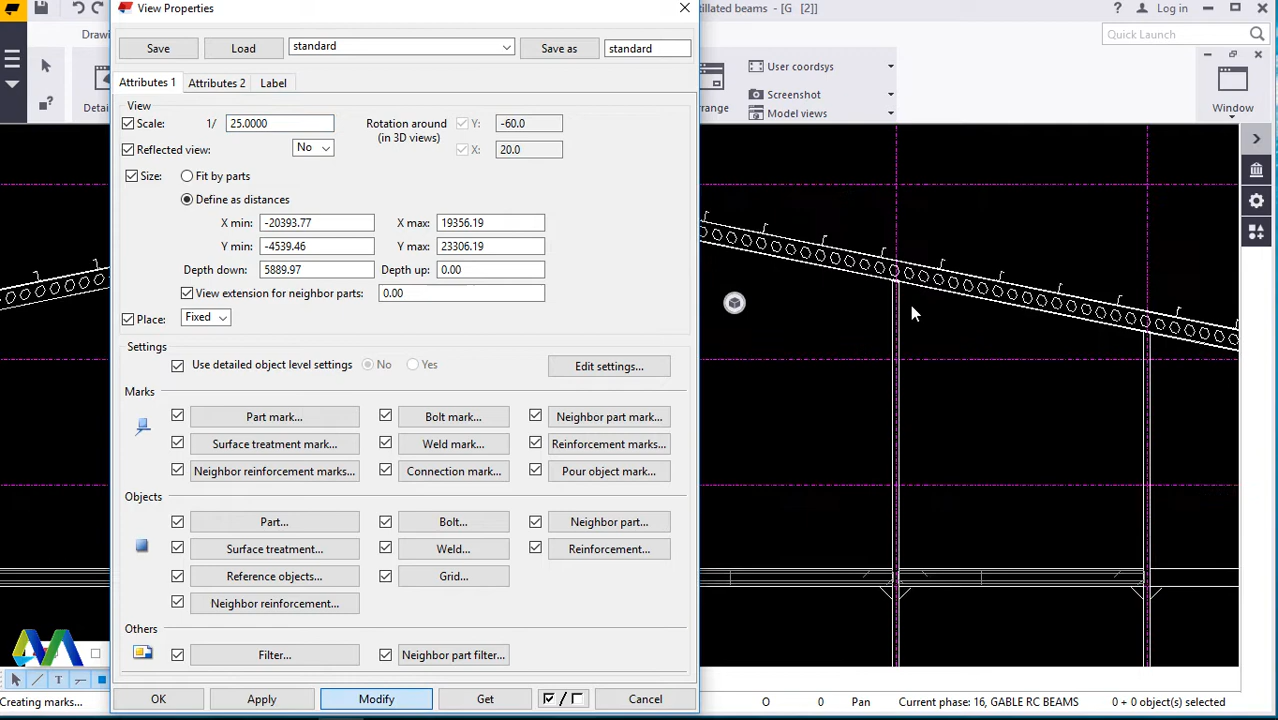 View Properties
tillated beams - [G  [2]]
Log in
Save
Load
standard
Save as
standard
Quick Launch
Drawi
Attributes 1
Attributes 2
Label
User coordsys
Screenshot
Model views
Detail
range
Window
View
Scale: 1/ 25.0000
Rotation around
(in 3D views)
Y: -60.0
X: 20.0
Reflected view: No
Size:
Fit by parts
Define as distances
X min: -20393.77
X max: 19356.19
Y min: -4539.46
Y max: 23306.19
Depth down: 5889.97
Depth up: 0.00
View extension for neighbor parts: 0.00
Place: Fixed
Settings
Use detailed object level settings
No
Yes
Edit settings...
Marks
Part mark...
Bolt mark...
Neighbor part mark...
Surface treatment mark...
Weld mark...
Reinforcement marks...
Neighbor reinforcement marks...
Connection mark...
Pour object mark...
Objects
Part...
Bolt...
Neighbor part...
Surface treatment...
Weld...
Reinforcement...
Reference objects...
Grid...
Neighbor reinforcement...
Others
Filter...
Neighbor part filter...
OK
Apply
Modify
Get
/
Cancel
Creating marks...
O
0
Pan
Current phase: 16, GABLE RC BEAMS
0 + 0 object(s) selected